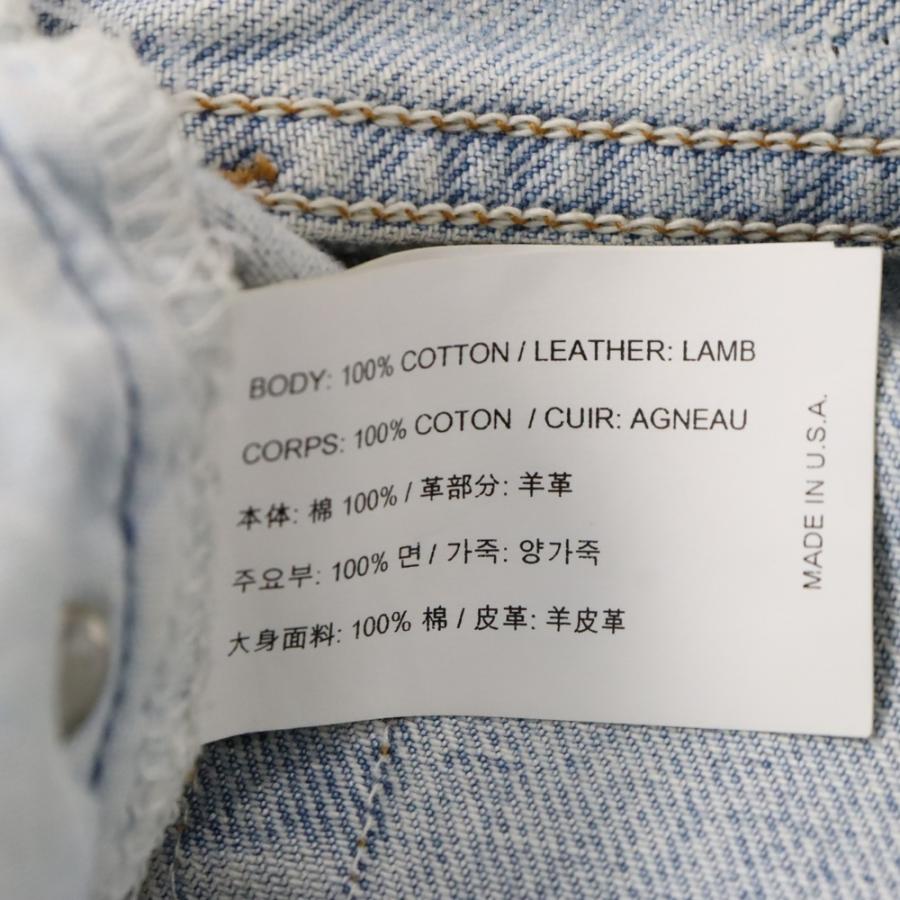 BODY: 100% COTTON / LEATHER: LAMB
CORPS: 100% COTON / CUIR: AGNEAU
本体: 棉 100% / 革部分: 羊革
주요부: 100% 면 / 가죽: 양가죽
大身面料: 100% 棉 / 皮革: 羊皮革
MADE IN U.S.A.